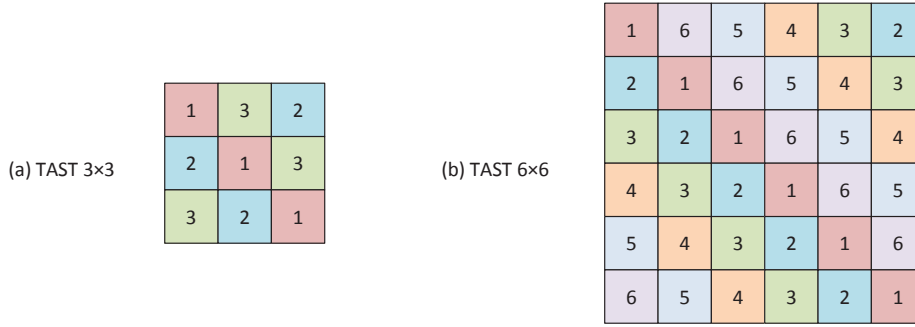 (a) TAST 3×3
1 3 2
2 1 3
3 2 1
(b) TAST 6×6
1 6 5 4 3 2
2 1 6 5 4 3
3 2 1 6 5 4
4 3 2 1 6 5
5 4 3 2 1 6
6 5 4 3 2 1